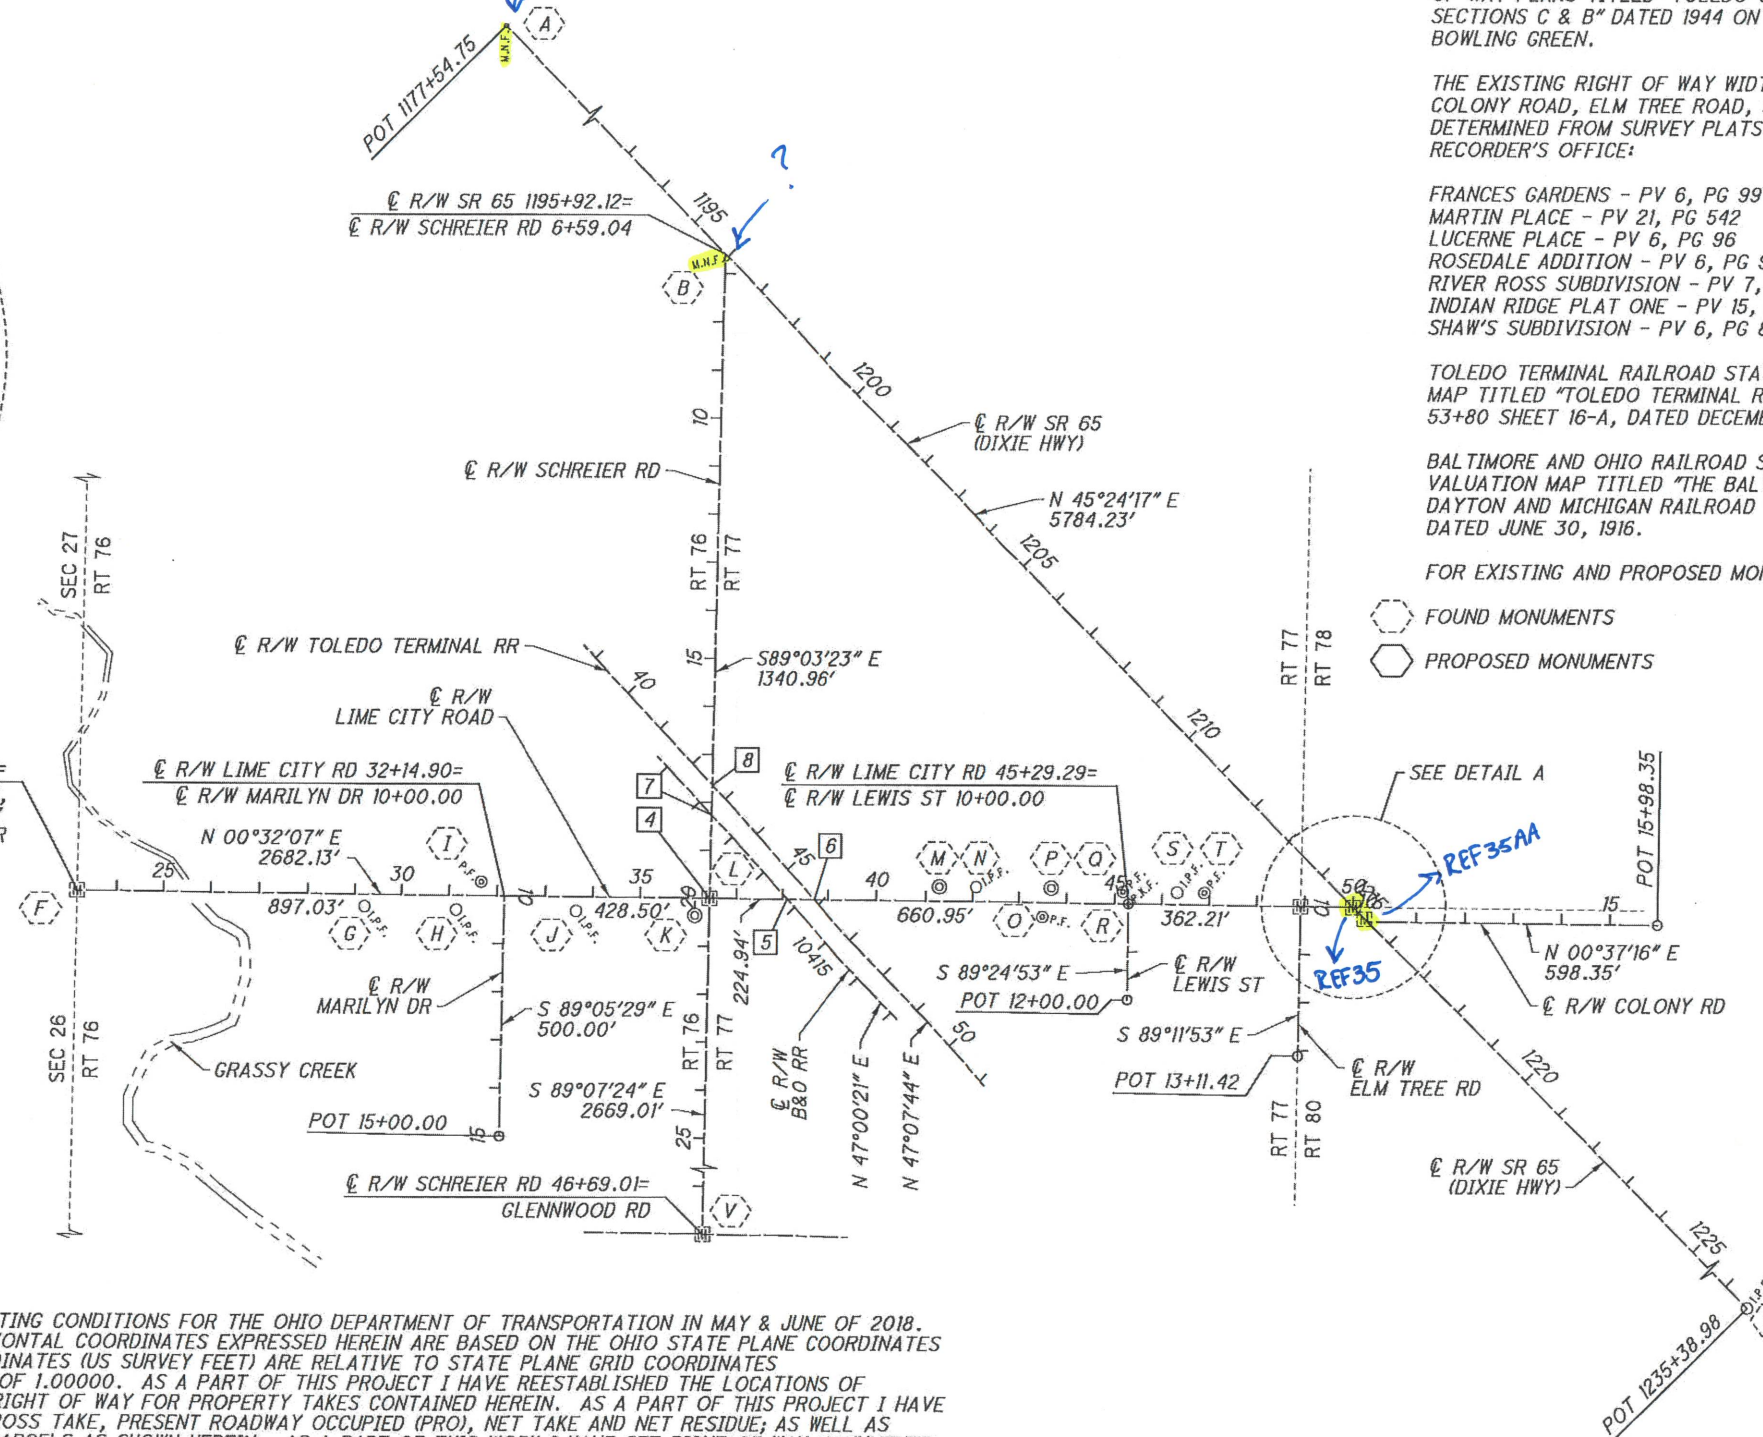 A
M.N.F.
POT 1177+54.75
?
℄ R/W SR 65 1195+92.12=
℄ R/W SCHREIER RD 6+59.04
1195
M.N.F.
B
1200
10
℄ R/W SR 65
(DIXIE HWY)
℄ R/W SCHREIER RD
N 45°24'17" E
5784.23'
1205
SEC 27
RT 76
RT 76
RT 77
℄ R/W TOLEDO TERMINAL RR
40
15
S89°03'23" E
1340.96'
RT 77
RT 78
℄ R/W
LIME CITY ROAD
1210
℄ R/W LIME CITY RD 32+14.90=
℄ R/W MARILYN DR 10+00.00
7
8
4
℄ R/W LIME CITY RD 45+29.29=
℄ R/W LEWIS ST 10+00.00
SEE DETAIL A
POT 15+98.35
N 00°32'07" E
2682.13'
I
P.F.
25
30
10
35
L
45
6
40
M
N
I.P.F.
P
Q
45
P.F.
P.K.F.
S
T
I.P.F.
P.F.
50
REF35AA
F
897.03'
G
I.P.F.
H
I.P.F.
J
I.P.F.
428.50'
K
20
224.94'
5
10415
660.95'
O
P.F.
R
362.21'
10
REF35
15
N 00°37'16" E
598.35'
℄ R/W COLONY RD
℄ R/W
MARILYN DR
S 89°05'29" E
500.00'
S 89°24'53" E
℄ R/W
LEWIS ST
POT 12+00.00
S 89°11'53" E
℄ R/W
ELM TREE RD
POT 13+11.42
SEC 26
RT 76
GRASSY CREEK
RT 76
RT 77
℄ R/W
B&O RR
N 47°00'21" E
N 47°07'44" E
50
S 89°07'24" E
2669.01'
POT 15+00.00
15
25
RT 77
RT 80
1220
℄ R/W SCHREIER RD 46+69.01=
GLENNWOOD RD
V
℄ R/W SR 65
(DIXIE HWY)
1225
POT 1235+38.98
SECTIONS C & B" DATED 1944 ON
BOWLING GREEN.
THE EXISTING RIGHT OF WAY
COLONY ROAD, ELM TREE ROAD,
DETERMINED FROM SURVEY PLATS
RECORDER'S OFFICE:
FRANCES GARDENS - PV 6, PG 99
MARTIN PLACE - PV 21, PG 542
LUCERNE PLACE - PV 6, PG 96
ROSEDALE ADDITION - PV 6, PG
RIVER ROSS SUBDIVISION - PV 7,
INDIAN RIDGE PLAT ONE - PV 15,
SHAW'S SUBDIVISION - PV 6, PG
TOLEDO TERMINAL RAILROAD STA
MAP TITLED "TOLEDO TERMINAL
53+80 SHEET 16-A, DATED
BALTIMORE AND OHIO RAILROAD
VALUATION MAP TITLED "THE BAL
DAYTON AND MICHIGAN RAILROAD
DATED JUNE 30, 1916.
FOR EXISTING AND PROPOSED
FOUND MONUMENTS
PROPOSED MONUMENTS
TING CONDITIONS FOR THE OHIO DEPARTMENT OF TRANSPORTATION IN MAY & JUNE OF 2018.
ONTAL COORDINATES EXPRESSED HEREIN ARE BASED ON THE OHIO STATE PLANE COORDINATES
INATES (US SURVEY FEET) ARE RELATIVE TO STATE PLANE GRID COORDINATES
OF 1.00000. AS A PART OF THIS PROJECT I HAVE REESTABLISHED THE LOCATIONS OF
IGHT OF WAY FOR PROPERTY TAKES CONTAINED HEREIN. AS A PART OF THIS PROJECT I HAVE
OSS TAKE, PRESENT ROADWAY OCCUPIED (PRO), NET TAKE AND NET RESIDUE; AS WELL AS